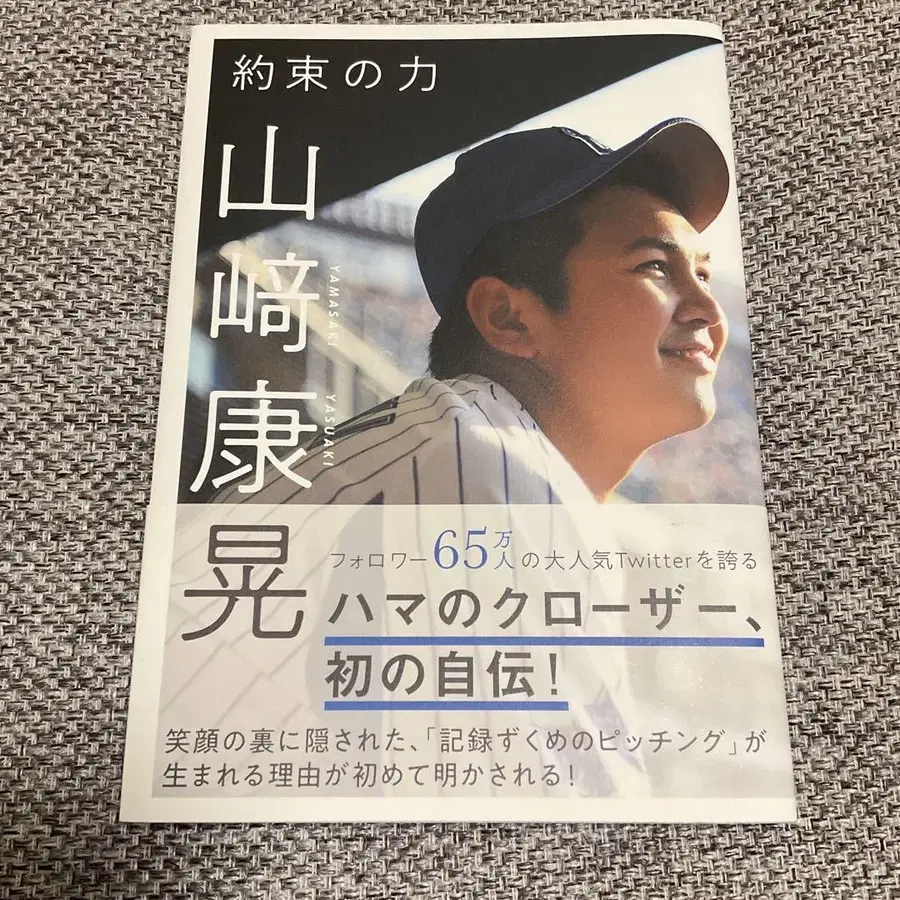 約束の力
山﨑康晃
YAMASAKI YASUAKI
フォロワー65万人の大人気Twitterを誇る
ハマのクローザー、
初の自伝!
笑顔の裏に隠された、「記録ずくめのピッチング」が
生まれる理由が初めて明かされる!